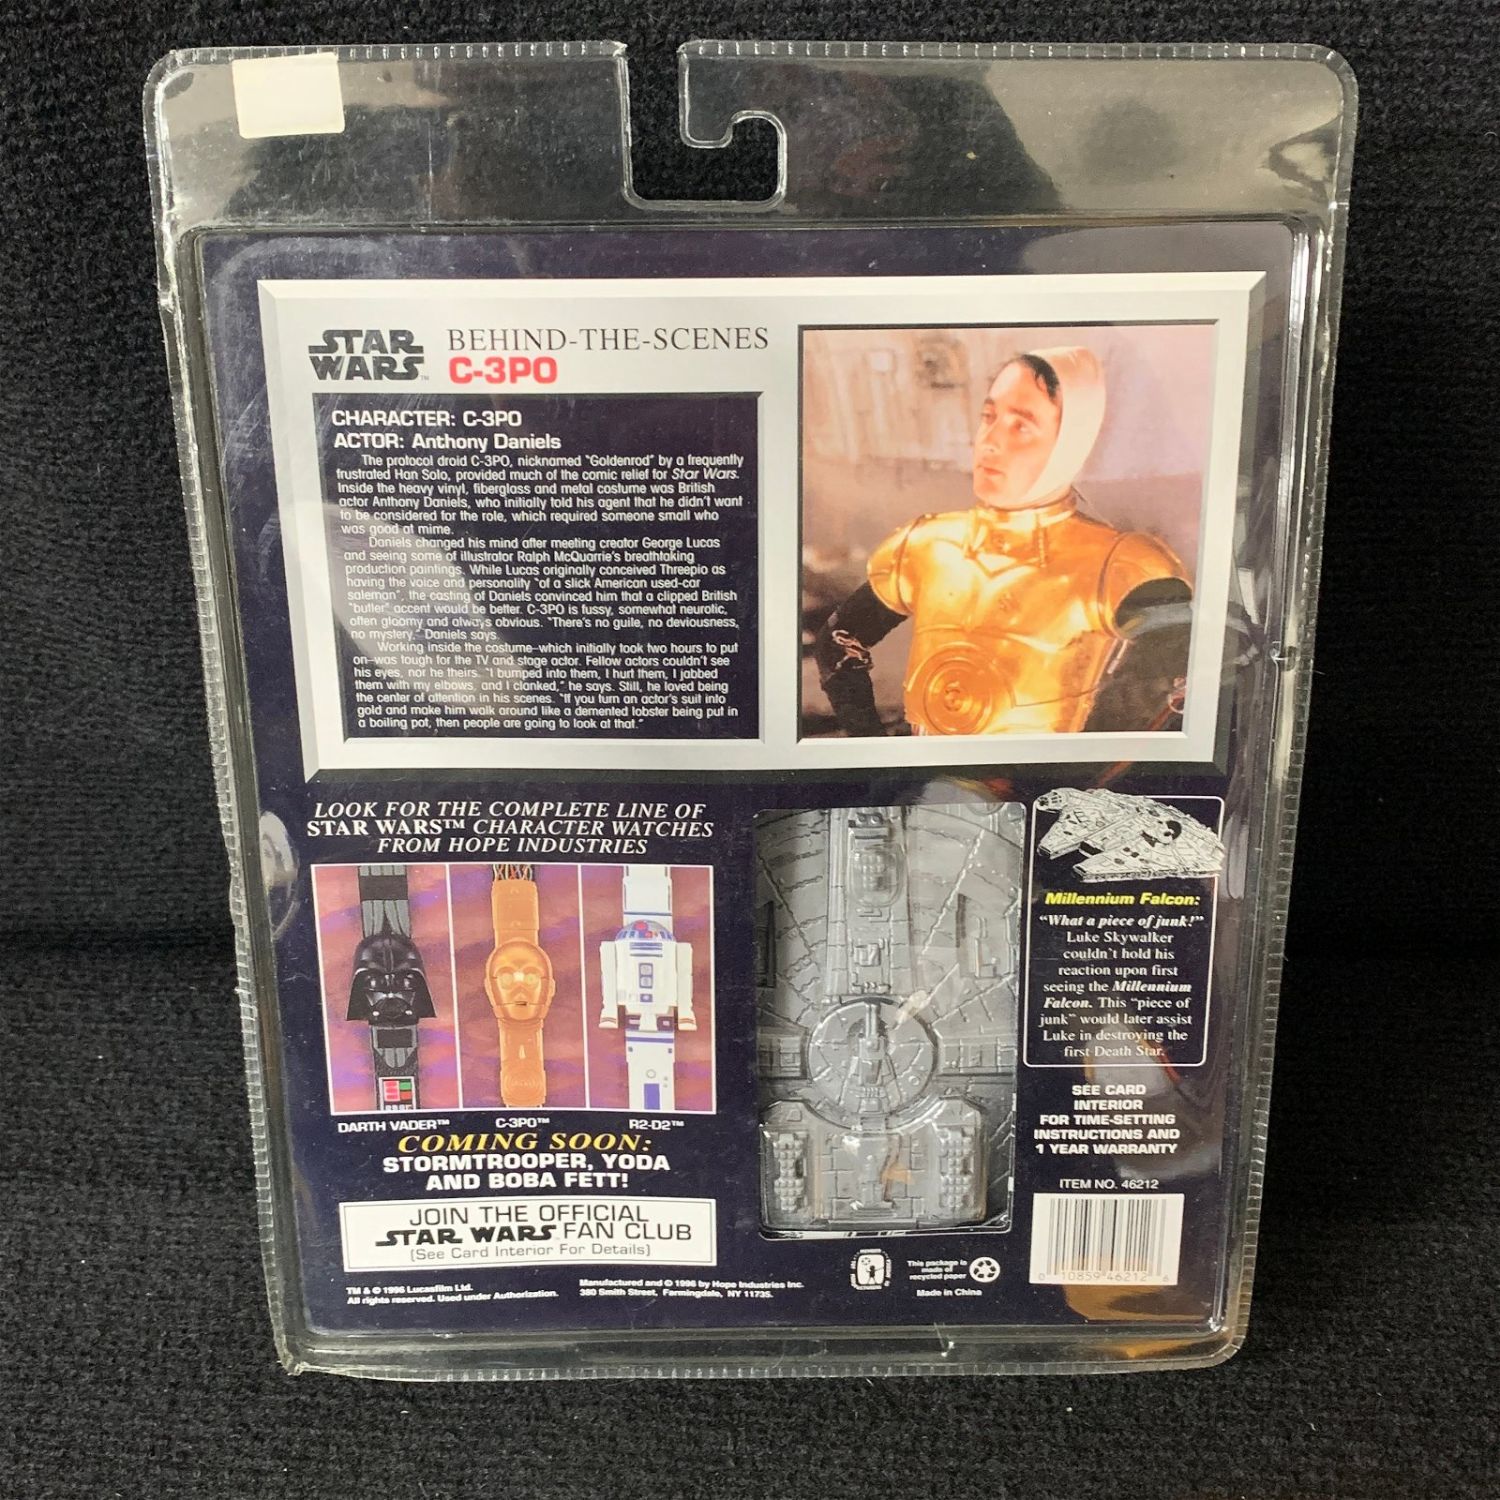 STAR
WARS™
BEHIND-THE-SCENES
C-3PO
CHARACTER: C-3PO
ACTOR: Anthony Daniels
The protocol droid C-3PO, nicknamed "Goldenrod" by a frequently
frustrated Han Solo, provided much of the comic relief for Star Wars.
Inside the heavy vinyl, fiberglass and metal costume was British
actor Anthony Daniels, who initially told his agent that he didn't want
to be considered for the role, which required someone small who
was good at mime.
Daniels changed his mind after meeting creator George Lucas
and seeing some of illustrator Ralph McQuarrie's breathtaking
production paintings. While Lucas originally conceived Threepio as
having the voice and personality "of a slick American used-car
saleman", the casting of Daniels convinced him that a clipped British
"butler" accent would be better. C-3PO is fussy, somewhat neurotic,
often gloomy and always obvious. "There's no guile, no deviousness,
no mystery," Daniels says.
Working inside the costume–which initially took two hours to put
on–was tough for the TV and stage actor. Fellow actors couldn't see
his eyes, nor he theirs. "I bumped into them, I hurt them, I jabbed
them with my elbows, and I clanked," he says. Still, he loved being
the center of attention in his scenes. "If you turn an actor's suit into
gold and make him walk around like a demented lobster being put in
a boiling pot, then people are going to look at that."
LOOK FOR THE COMPLETE LINE OF
STAR WARS™ CHARACTER WATCHES
FROM HOPE INDUSTRIES
DARTH VADER™
C-3PO™
R2-D2™
COMING SOON:
STORMTROOPER, YODA
AND BOBA FETT!
JOIN THE OFFICIAL
STAR WARS FAN CLUB
(See Card Interior For Details)
TM & © 1996 Lucasfilm Ltd.
All rights reserved. Used under Authorization.
Manufactured and © 1996 by Hope Industries Inc.
380 Smith Street, Farmingdale, NY 11735.
Millennium Falcon:
"What a piece of junk!"
Luke Skywalker
couldn't hold his
reaction upon first
seeing the Millennium
Falcon. This "piece of
junk" would later assist
Luke in destroying the
first Death Star.
SEE CARD
INTERIOR
FOR TIME-SETTING
INSTRUCTIONS AND
1 YEAR WARRANTY
ITEM NO. 46212
0 10859 46212 6
This package is
made of
recycled paper
Made in China